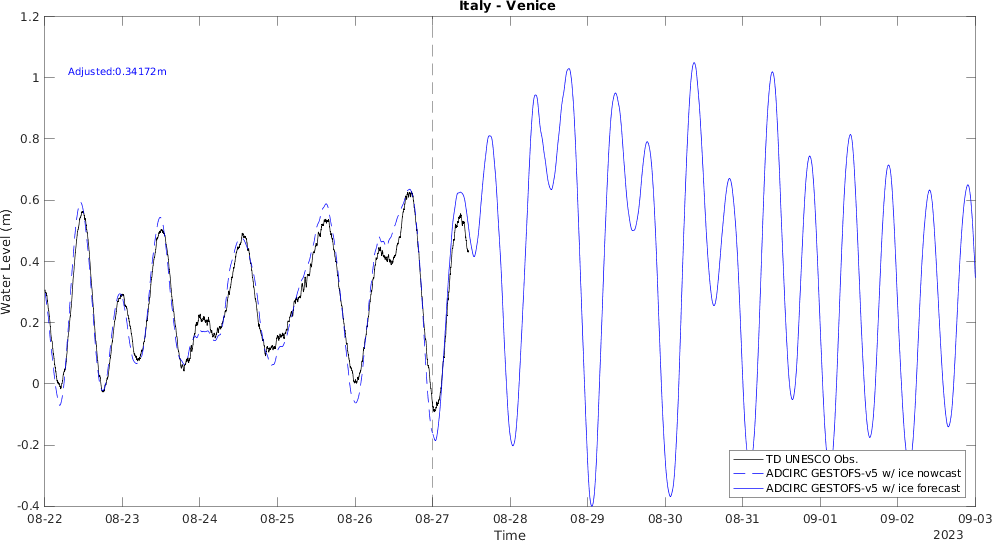 Italy - Venice
1.2
1
0.8
0.6
0.4
0.2
0
-0.2
-0.4
Water Level (m)
Adjusted:0.34172m
TD UNESCO Obs.
ADCIRC GESTOFS-v5 w/ ice nowcast
ADCIRC GESTOFS-v5 w/ ice forecast
08-22 08-23 08-24 08-25 08-26 08-27 08-28 08-29 08-30 08-31 09-01 09-02 09-03
Time
2023